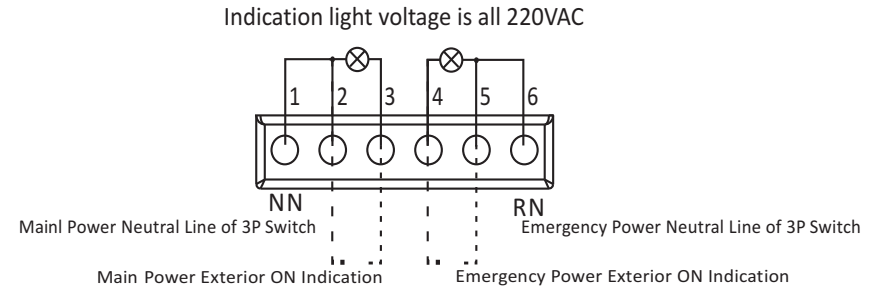 Indication light voltage is all 220VAC
1 2 3 4 5 6
NN RN
Mainl Power Neutral Line of 3P Switch Emergency Power Neutral Line of 3P Switch
Main Power Exterior ON Indication Emergency Power Exterior ON Indication